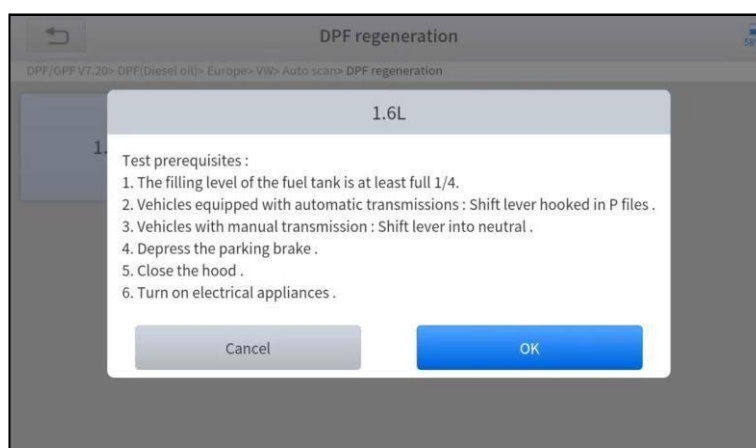 DPF regeneration
DPF/GPF V7.20> DPF(Diesel oil)> Europe> VW> Auto scan> DPF regeneration
1.6L
1.
Test prerequisites :
1. The filling level of the fuel tank is at least full 1/4.
2. Vehicles equipped with automatic transmissions : Shift lever hooked in P files .
3. Vehicles with manual transmission : Shift lever into neutral .
4. Depress the parking brake .
5. Close the hood .
6. Turn on electrical appliances .
Cancel
OK